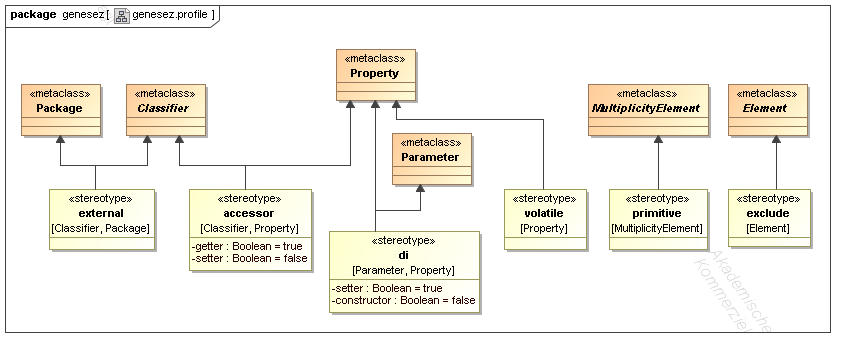 package genesez [ genesez.profile ]
«metaclass»
Property
«metaclass»
Package
«metaclass»
Classifier
«metaclass»
MultiplicityElement
«metaclass»
Element
«metaclass»
Parameter
«stereotype»
external
[Classifier, Package]
«stereotype»
accessor
[Classifier, Property]
-getter : Boolean = true
-setter : Boolean = false
«stereotype»
di
[Parameter, Property]
-setter : Boolean = true
-constructor : Boolean = false
«stereotype»
volatile
[Property]
«stereotype»
primitive
[MultiplicityElement]
«stereotype»
exclude
[Element]
Akademische